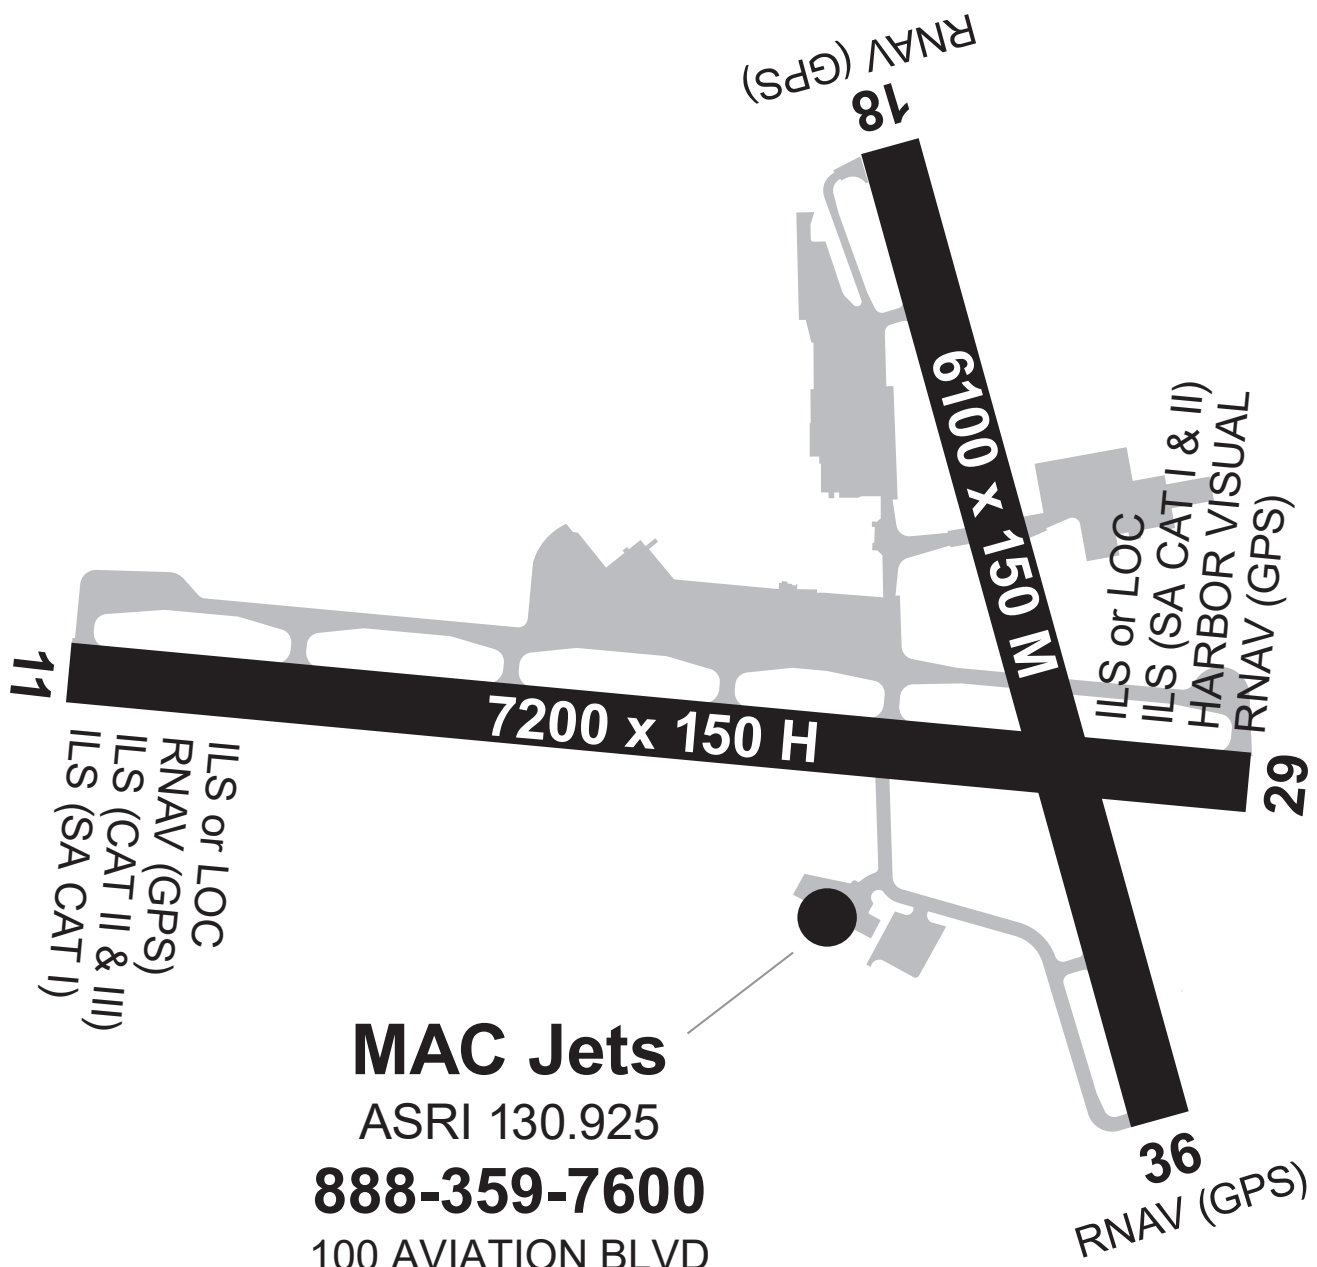 RNAV (GPS)
18
6100 x 150 M
ILS or LOC
ILS (SA CAT I & II)
HARBOR VISUAL
RNAV (GPS)
11
7200 x 150 H
29
ILS or LOC
RNAV (GPS)
ILS (CAT II & III)
ILS (SA CAT I)
MAC Jets
ASRI 130.925
888-359-7600
100 AVIATION BLVD
36
RNAV (GPS)